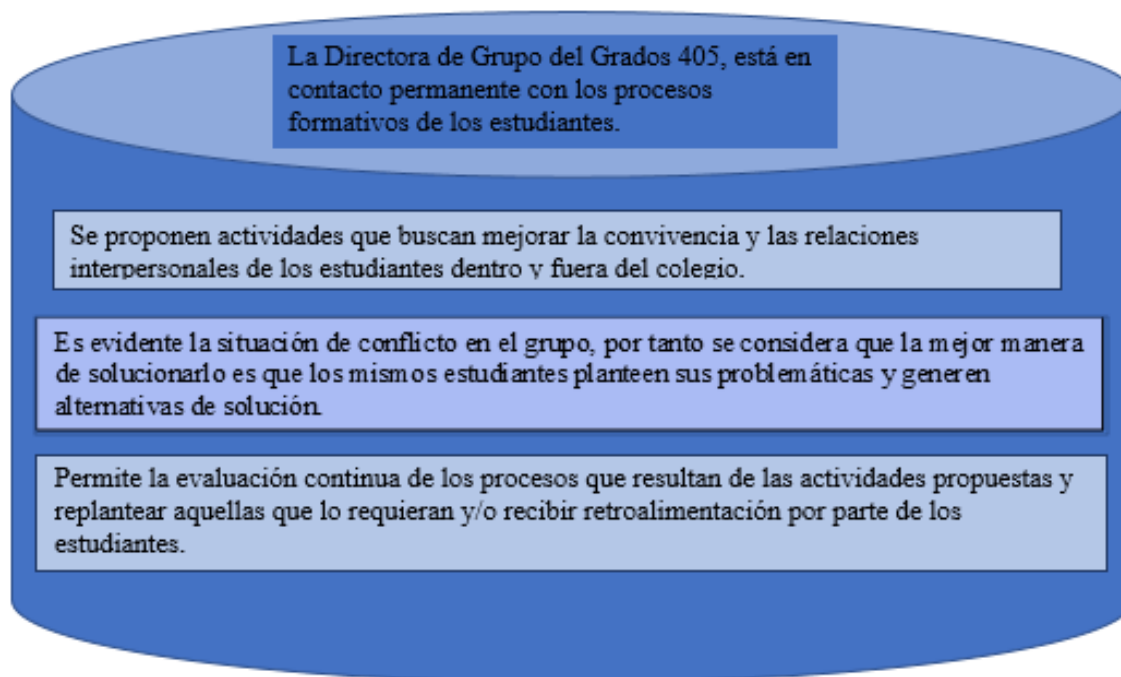 La Directora de Grupo del Grados 405, está en
contacto permanente con los procesos
formativos de los estudiantes.
Se proponen actividades que buscan mejorar la convivencia y las relaciones
interpersonales de los estudiantes dentro y fuera del colegio.
Es evidente la situación de conflicto en el grupo, por tanto se considera que la mejor manera
de solucionarlo es que los mismos estudiantes planteen sus problemáticas y generen
alternativas de solución.
Permite la evaluación continua de los procesos que resultan de las actividades propuestas y
replantear aquellas que lo requieran y/o recibir retroalimentación por parte de los
estudiantes.